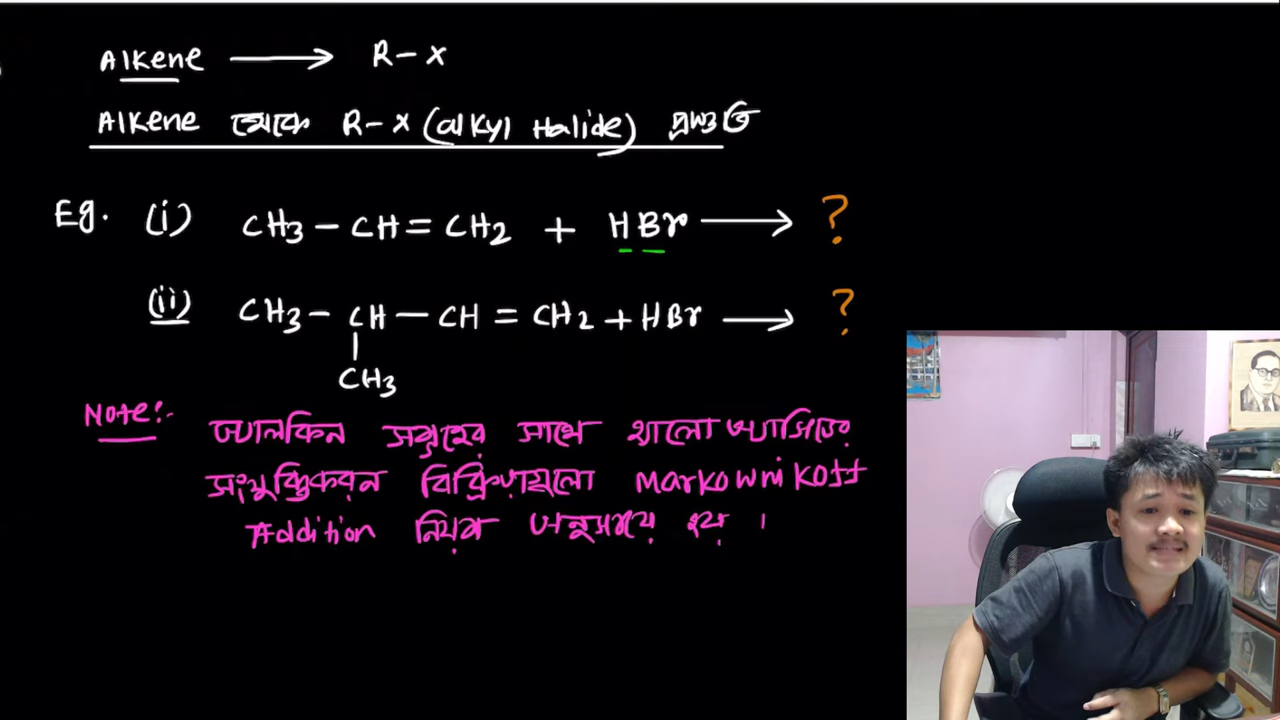 Alkene ⟶ R-X
Alkene থেকে R-X (alkyl Halide) প্রস্তুতি
Eg. (i) CH3 - CH = CH2 + HBr ⟶ ?
(ii) CH3 - CH - CH = CH2 + HBr ⟶ ?
|
CH3
Note:- অ্যালকিন সমূহের সাথে হ্যালো অ্যাসিডের
সংযুক্তিকরন বিক্রিয়াগুলো Markownikoff
Addition নিয়ম অনুসারে হয় ।